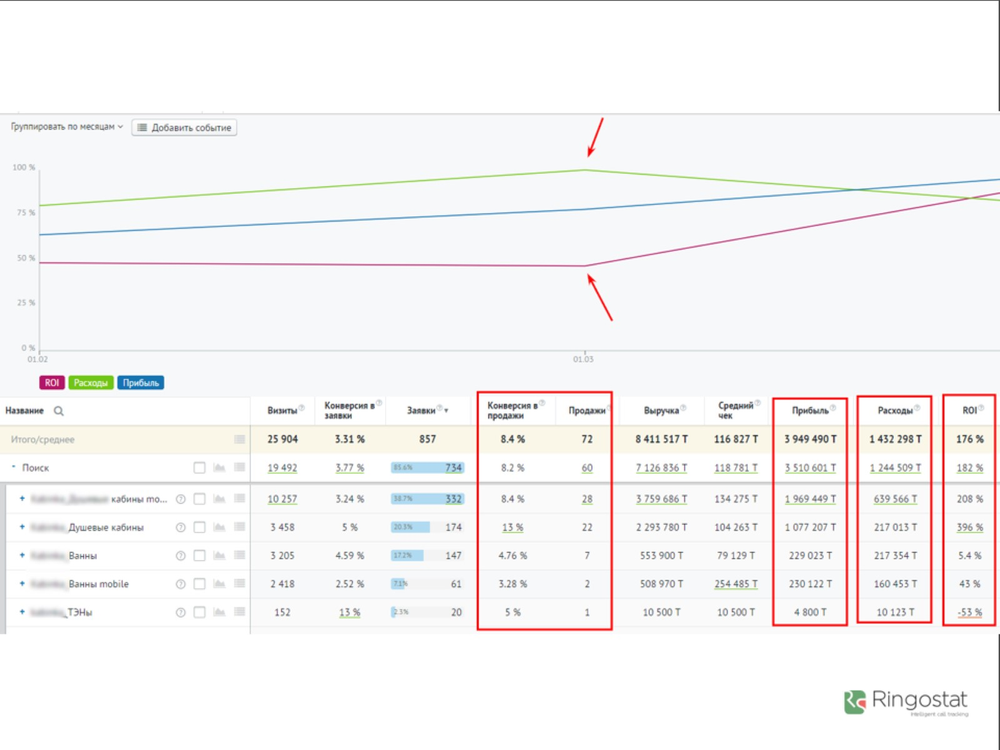 Группировать по месяцам
Добавить событие
100 %
75 %
50 %
25 %
0 %
01.02
01.03
ROI Расходы Прибыль
Название Визиты Конверсия в заявки Заявки Конверсия в продажи Продажи Выручка Средний чек Прибыль Расходы ROI
Итого/среднее 25 904 3.31 % 857 8.4 % 72 8 411 517 T 116 827 T 3 949 490 T 1 432 298 T 176 %
Поиск 19 492 3.77 % 85.6% 734 8.2 % 60 7 126 836 T 118 781 T 3 510 601 T 1 244 509 T 182 %
кабины mo... 10 257 3.24 % 38.7% 332 8.4 % 28 3 759 686 T 134 275 T 1 969 449 T 639 566 T 208 %
Душевые кабины 3 458 5 % 20.3% 174 13 % 22 2 293 780 T 104 263 T 1 077 207 T 217 013 T 396 %
Ванны 3 205 4.59 % 17.2% 147 4.76 % 7 553 900 T 79 129 T 229 023 T 217 354 T 5.4 %
Ванны mobile 2 418 2.52 % 7.1% 61 3.28 % 2 508 970 T 254 485 T 230 122 T 160 453 T 43 %
ТЭНы 152 13 % 2.3% 20 5 % 1 10 500 T 10 500 T 4 800 T 10 123 T -53 %
Ringostat
intelligent call tracking